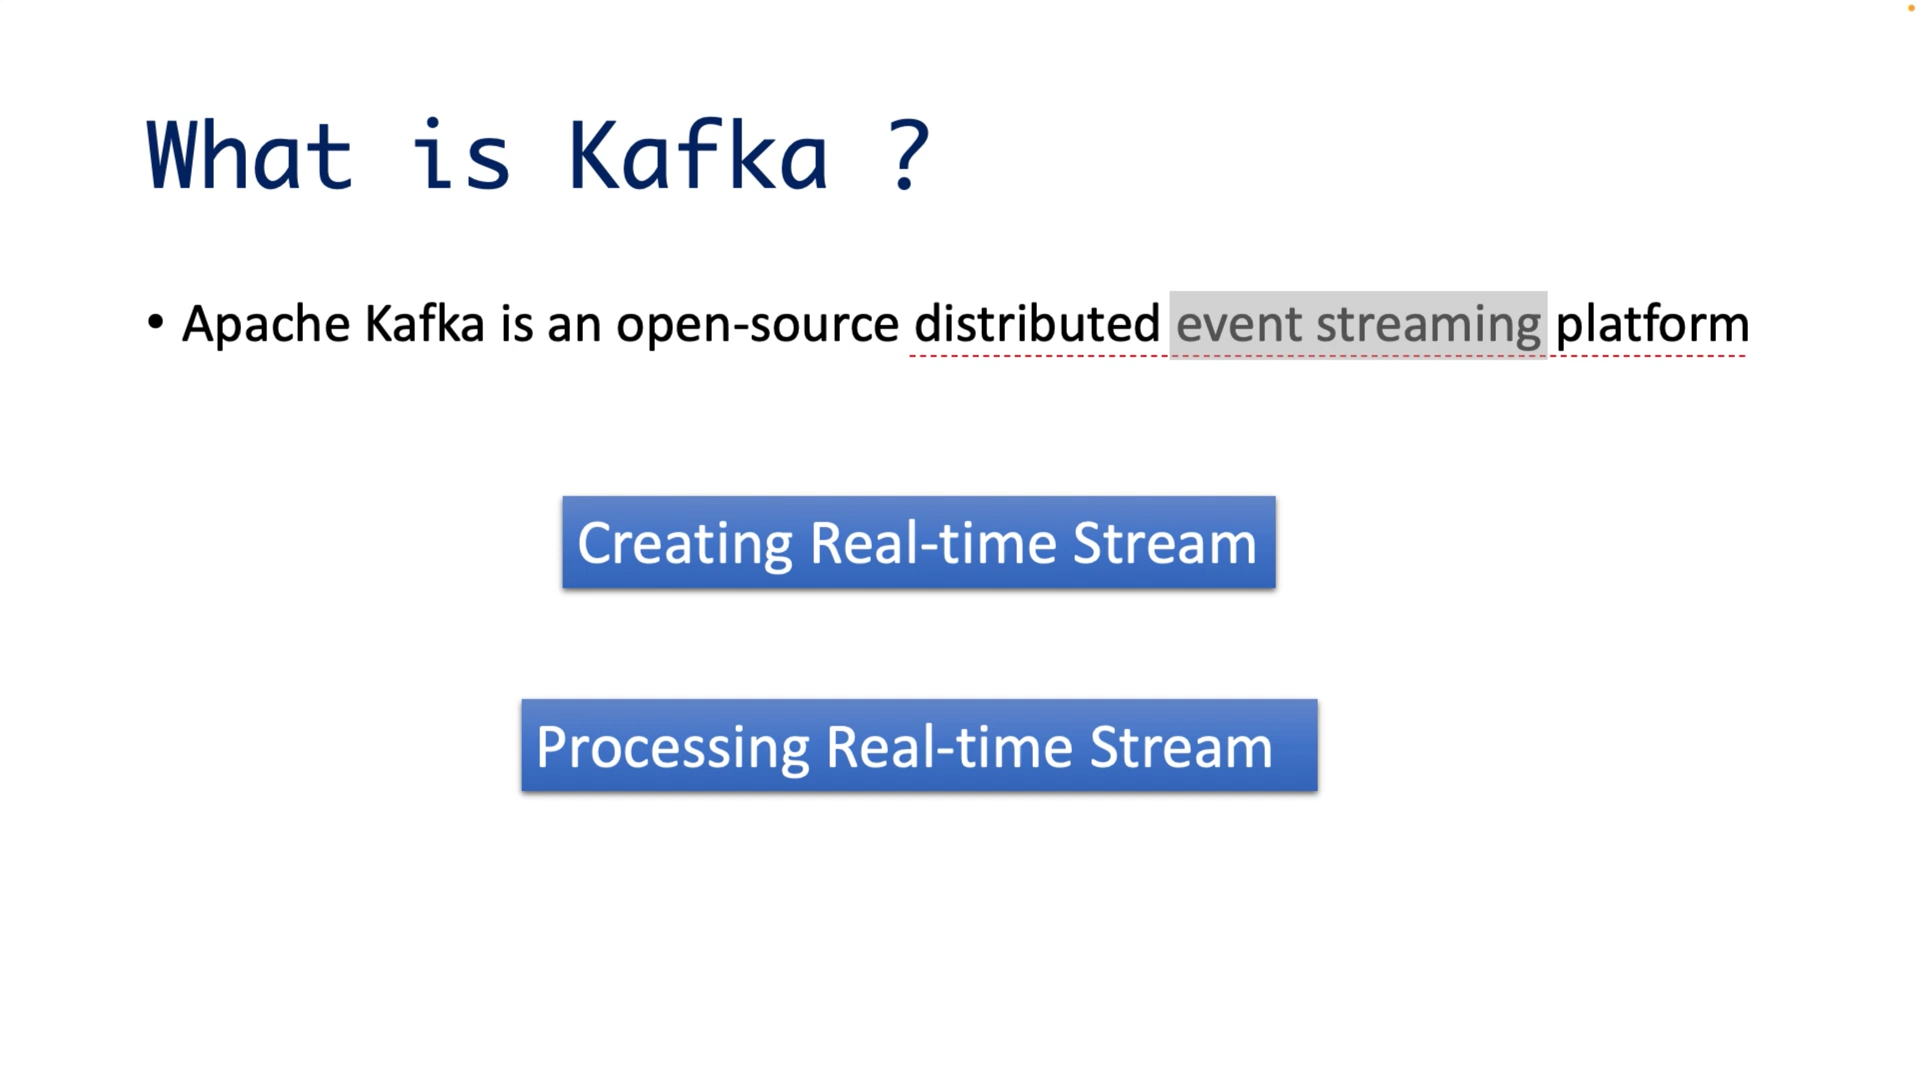 What is Kafka ?
• Apache Kafka is an open-source distributed event streaming platform
Creating Real-time Stream
Processing Real-time Stream